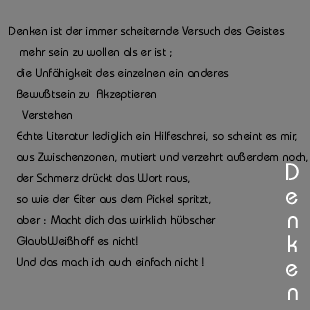 Denken ist der immer scheiternde Versuch des Geistes
mehr sein zu wollen als er ist ;
die Unfähigkeit des einzelnen ein anderes
Bewußtsein zu Akzeptieren
Verstehen
Echte Literatur lediglich ein Hilfeschrei, so scheint es mir,
aus Zwischenzonen, mutiert und verzehrt außerdem noch,
der Schmerz drückt das Wort raus,
so wie der Eiter aus dem Pickel spritzt,
aber : Macht dich das wirklich hübscher
GlaubWeißhoff es nicht!
Und das mach ich auch einfach nicht !
Denken